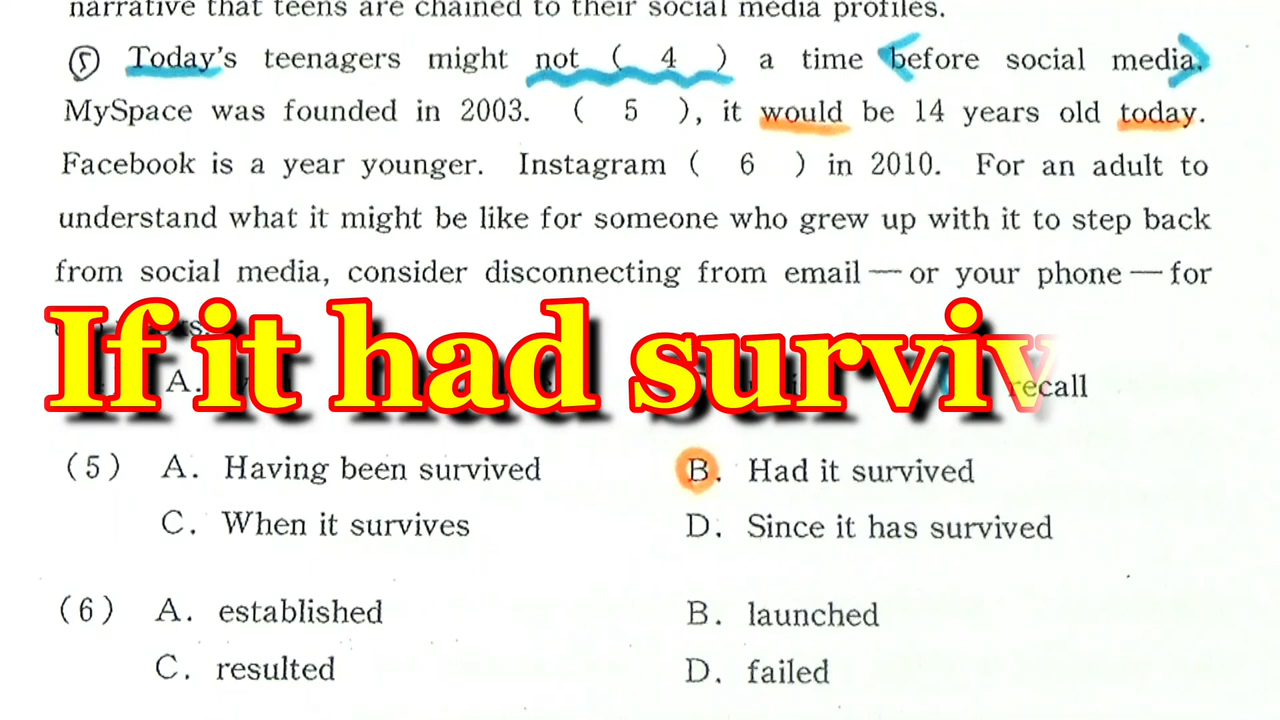 narrative that teens are chained to their social media profiles.
⑤ Today's teenagers might not ( 4 ) a time before social media.
MySpace was founded in 2003. ( 5 ), it would be 14 years old today.
Facebook is a year younger. Instagram ( 6 ) in 2010. For an adult to
understand what it might be like for someone who grew up with it to step back
from social media, consider disconnecting from email—or your phone—for
If it had surviv
A. recall
(5) A. Having been survived B. Had it survived
C. When it survives D. Since it has survived
(6) A. established B. launched
C. resulted D. failed